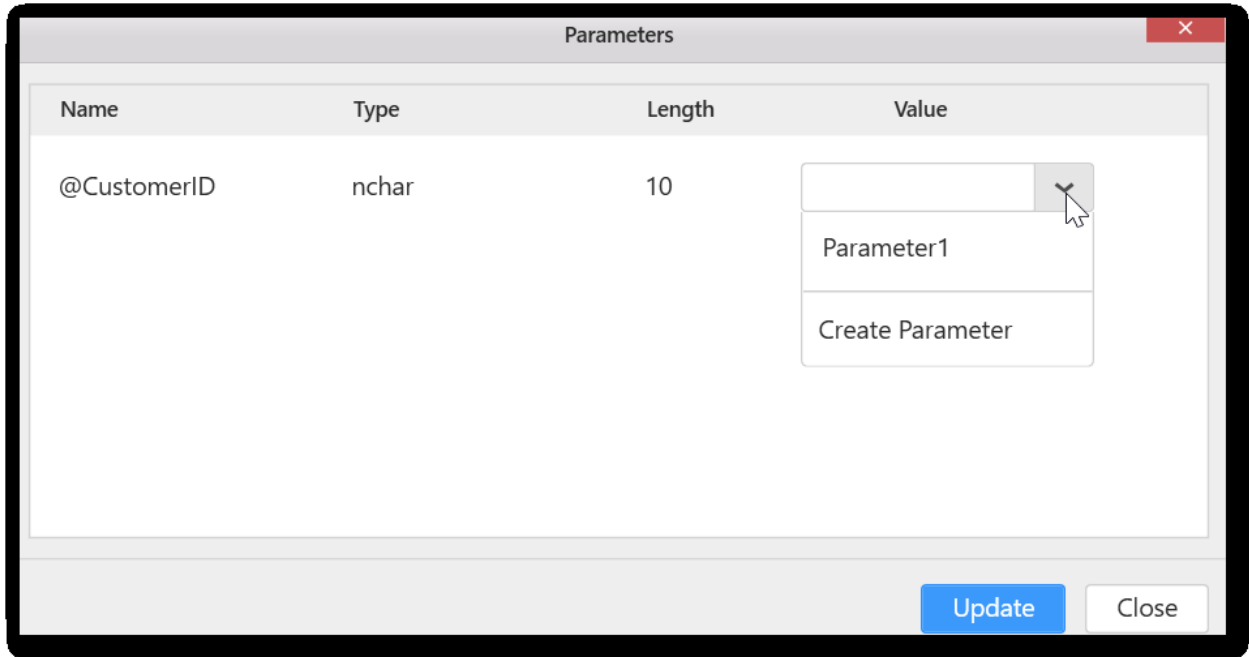 Parameters
Name Type Length Value
@CustomerID nchar 10
Parameter1
Create Parameter
Update Close